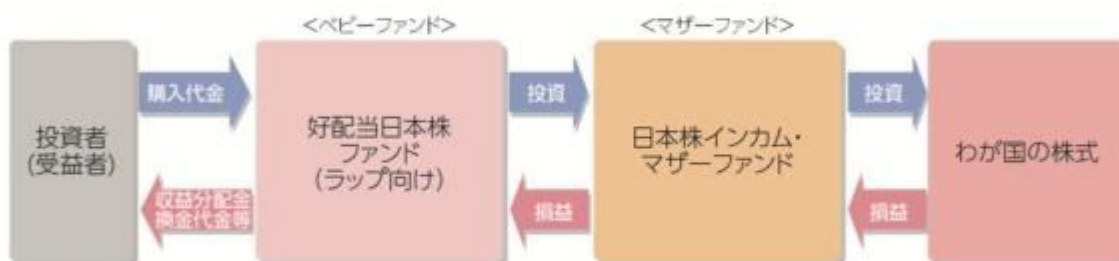 <ベビーファンド>
<マザーファンド>
購入代金
投資
投資
投資者
(受益者)
好配当日本株
ファンド
(ラップ向け)
日本株インカム・
マザーファンド
わが国の株式
収益分配金
換金代金等
損益
損益